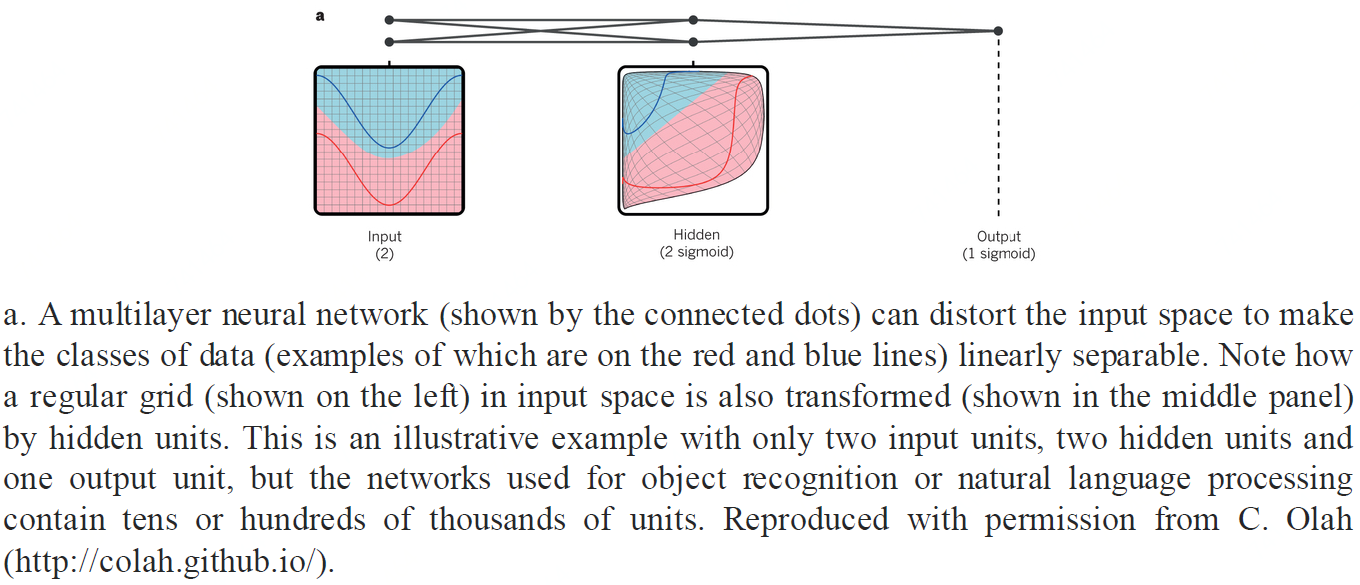 a
Input
(2)
Hidden
(2 sigmoid)
Output
(1 sigmoid)
a. A multilayer neural network (shown by the connected dots) can distort the input space to make
the classes of data (examples of which are on the red and blue lines) linearly separable. Note how
a regular grid (shown on the left) in input space is also transformed (shown in the middle panel)
by hidden units. This is an illustrative example with only two input units, two hidden units and
one output unit, but the networks used for object recognition or natural language processing
contain tens or hundreds of thousands of units. Reproduced with permission from C. Olah
(http://colah.github.io/).